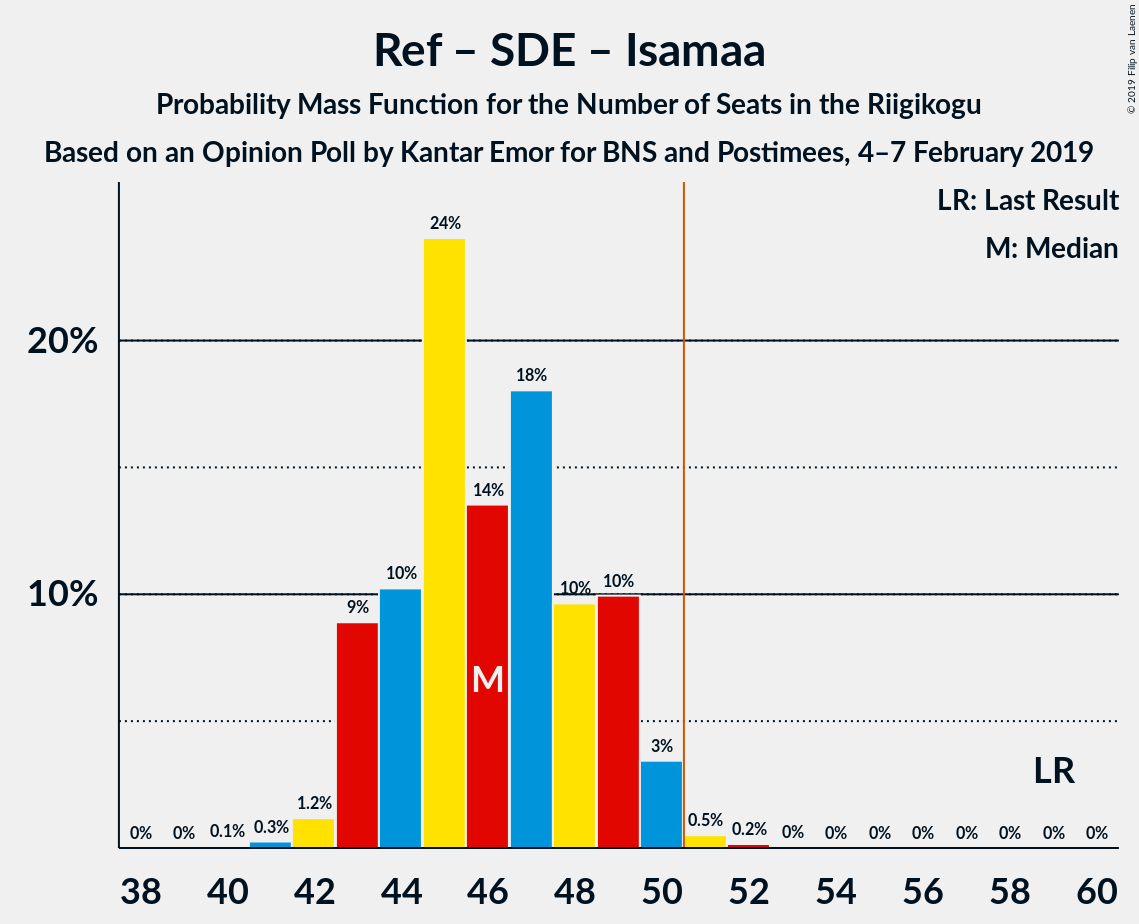 Ref – SDE – Isamaa
Probability Mass Function for the Number of Seats in the Riigikogu
Based on an Opinion Poll by Kantar Emor for BNS and Postimees, 4–7 February 2019
© 2019 Filip van Laenen
LR: Last Result
M: Median
20%
10%
0% 0% 0.1% 0.3% 1.2% 9% 10% 24% 14% 18% 10% 10% 3% 0.5% 0.2% 0% 0% 0% 0% 0% 0% 0% 0%
M
LR
38 40 42 44 46 48 50 52 54 56 58 60